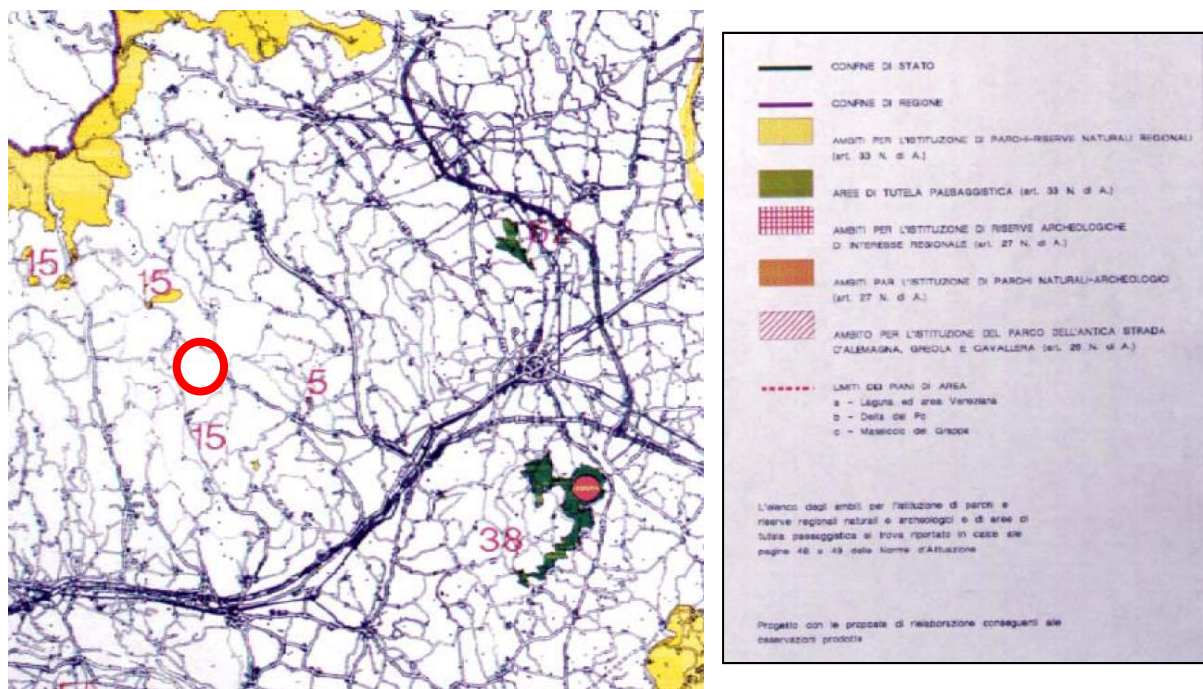 62
15
15
5
15
38
CONFINE DI STATO
CONFINE DI REGIONE
AMBITI PER L'ISTITUZIONE DI PARCHI-RISERVE NATURALI REGIONALI
(art. 33 N. di A.)
AREE DI TUTELA PAESAGGISTICA (art. 33 N. di A.)
AMBITI PER L'ISTITUZIONE DI RISERVE ARCHEOLOGICHE
DI INTERESSE REGIONALE (art. 27 N. di A.)
AMBITI PAR L'ISTITUZIONE DI PARCHI NATURALI-ARCHEOLOGICI
(art. 27 N. di A.)
AMBITO PER L'ISTITUZIONE DEL PARCO DELL'ANTICA STRADA
D'ALEMAGNA, GREOLA E CAVALLERA (art. 26 N. di A.)
LIMITI DEI PIANI DI AREA
a - Laguna ed area Veneziana
b - Delta del Po
c - Massiccio del Grappa
L'elenco degli ambiti per l'istituzione di parchi e
riserve regionali naturali e archeologici e di aree di
tutela paesaggistica si trova riportato in calce alle
pagine 48 e 49 delle Norme d'Attuazione
Progetto con le proposte di rielaborazione conseguenti alle
osservazioni prodotte